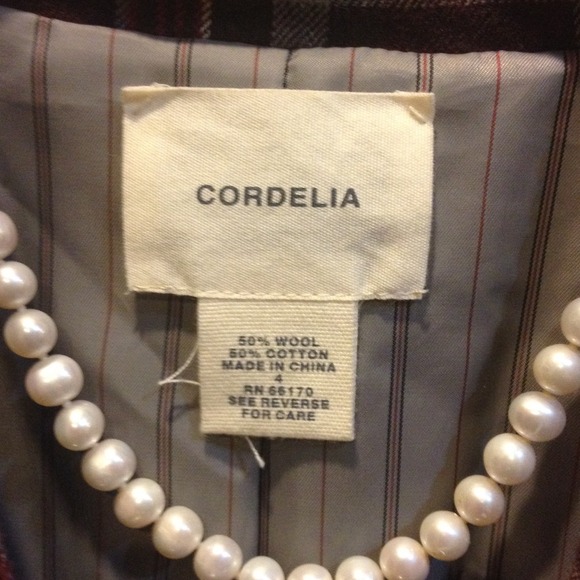 CORDELIA
50% WOOL
50% COTTON
MADE IN CHINA
4
RN 66170
SEE REVERSE
FOR CARE